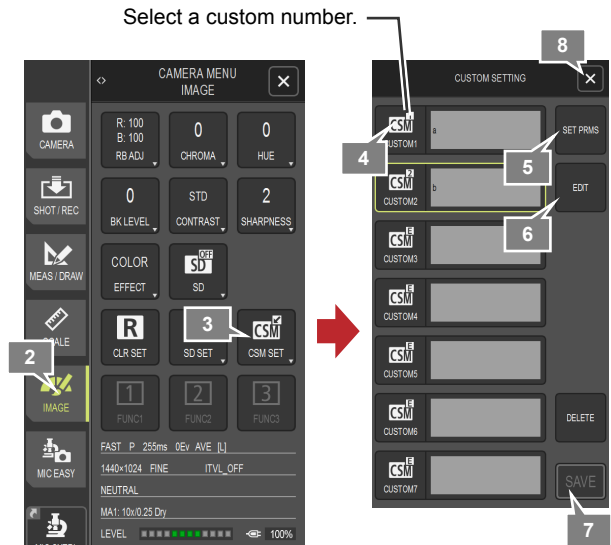 Select a custom number.
CAMERA MENU
IMAGE
CAMERA
SHOT / REC
MEAS / DRAW
2
IMAGE
MIC EASY
R: 100
B: 100
RB ADJ
0
CHROMA
0
HUE
0
BK LEVEL
STD
CONTRAST
2
SHARPNESS
COLOR
EFFECT
OFF
SD
SD
R
CLR SET
SD SET
3
CSM
CSM SET
1
FUNC1
2
FUNC2
3
FUNC3
FAST P 255ms 0Ev AVE [L]
1440×1024 FINE ITVL_OFF
NEUTRAL
MA1: 10x/0.25 Dry
LEVEL 100%
CUSTOM SETTING
8
4
CSM
CUSTOM1
a
CSM 2
CUSTOM2
b
CSM E
CUSTOM3
CSM E
CUSTOM4
CSM E
CUSTOM5
CSM E
CUSTOM6
CSM E
CUSTOM7
SET PRMS
5
EDIT
6
DELETE
SAVE
7